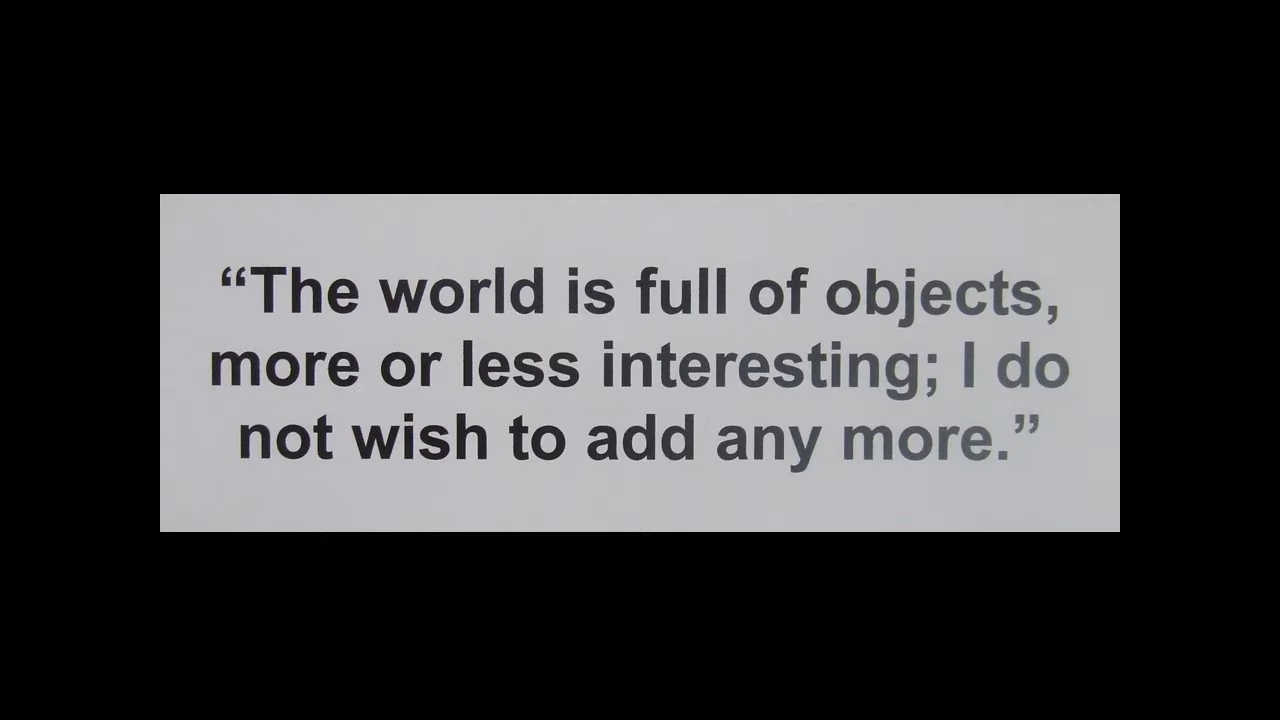 “The world is full of objects,
more or less interesting; I do
not wish to add any more.”